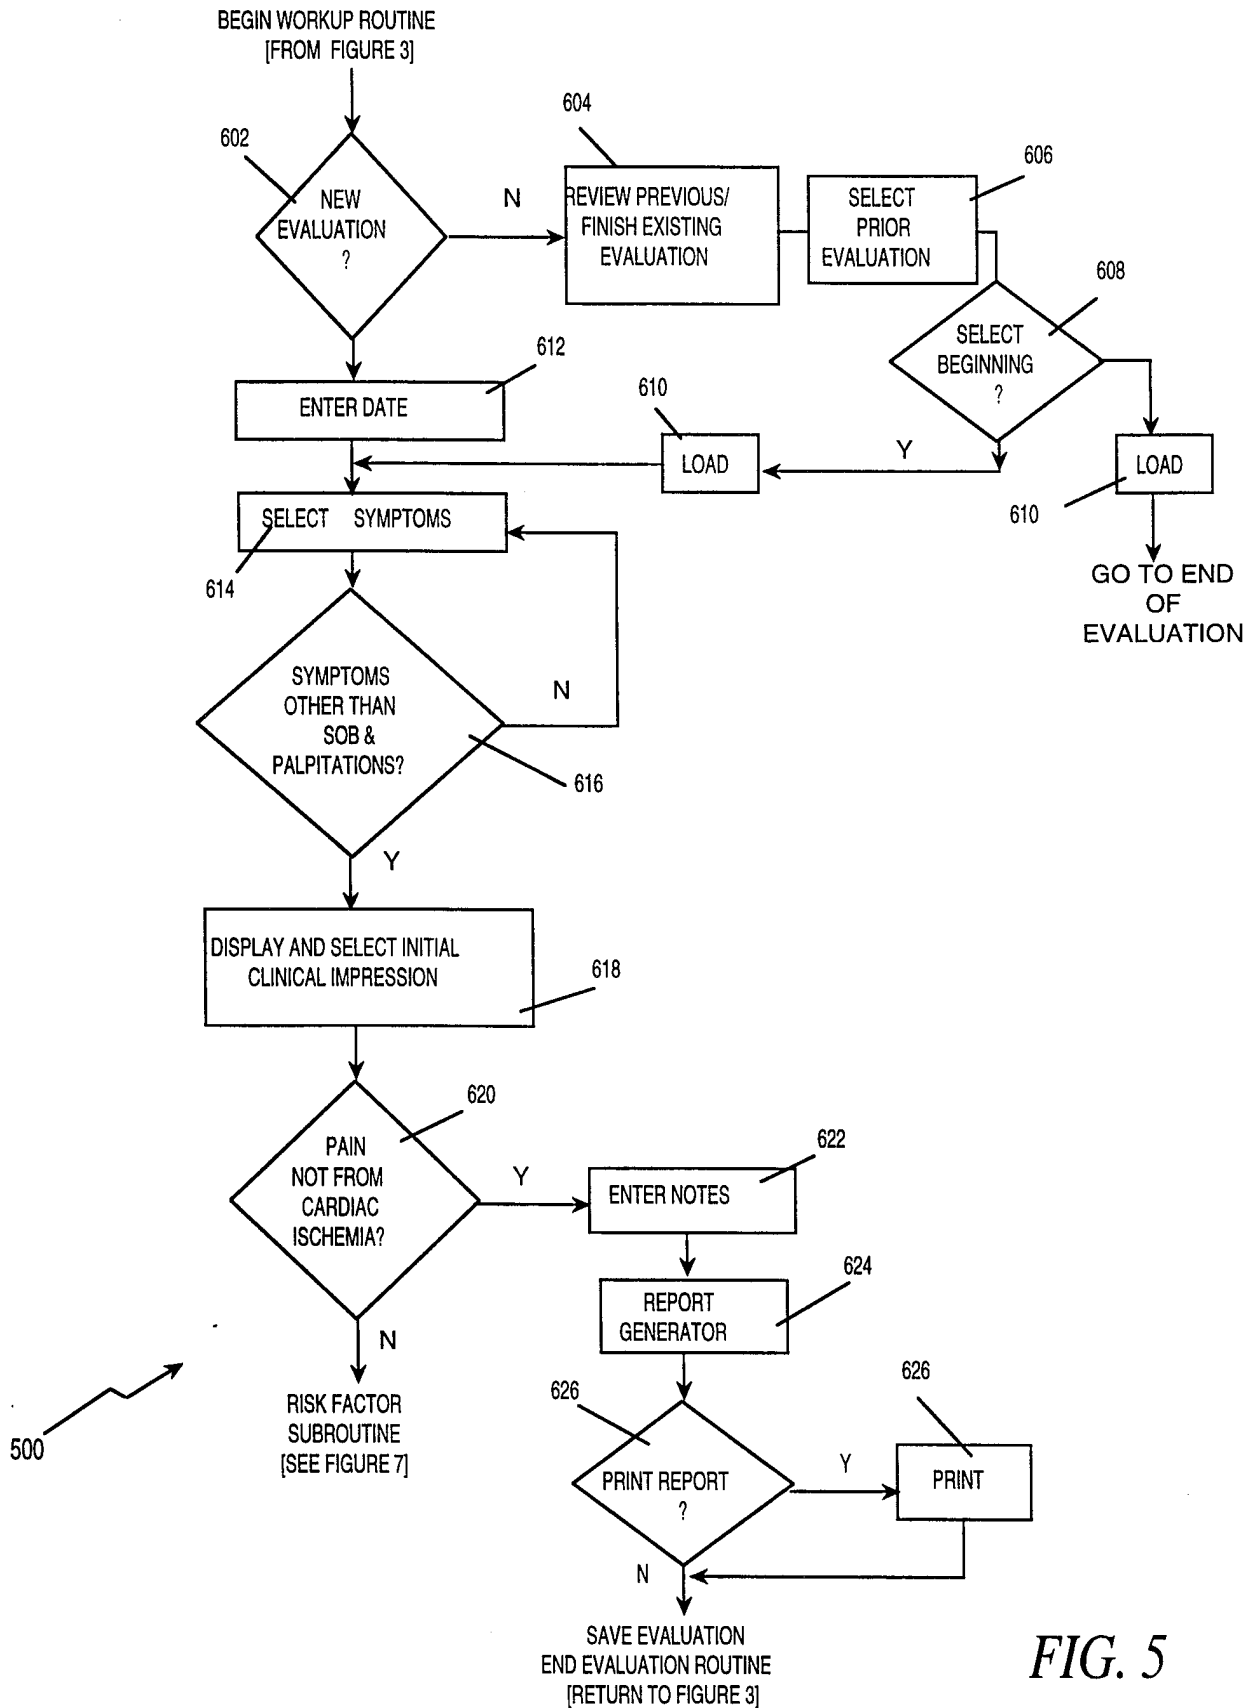 BEGIN WORKUP ROUTINE
[FROM FIGURE 3]
604
602
606
NEW
EVALUATION
?
N
REVIEW PREVIOUS/
FINISH EXISTING
EVALUATION
SELECT
PRIOR
EVALUATION
608
SELECT
BEGINNING
?
612
ENTER DATE
610
LOAD
Y
LOAD
610
GO TO END
OF
EVALUATION
SELECT SYMPTOMS
614
SYMPTOMS
OTHER THAN
SOB &
PALPITATIONS?
N
616
Y
DISPLAY AND SELECT INITIAL
CLINICAL IMPRESSION
618
620
PAIN
NOT FROM
CARDIAC
ISCHEMIA?
Y
622
ENTER NOTES
624
REPORT
GENERATOR
N
RISK FACTOR
SUBROUTINE
[SEE FIGURE 7]
500
626
PRINT REPORT
?
Y
626
PRINT
N
SAVE EVALUATION
END EVALUATION ROUTINE
[RETURN TO FIGURE 3]
FIG. 5